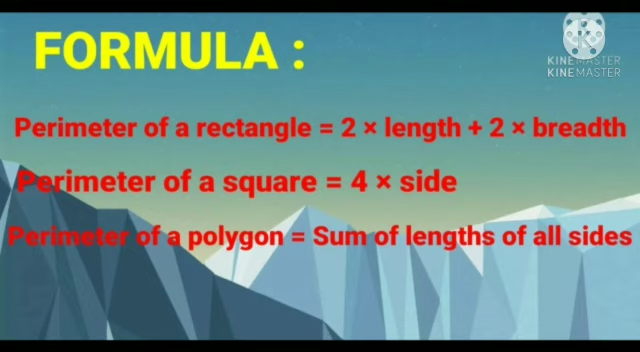 FORMULA :
KINEMASTER
KINEMASTER
Perimeter of a rectangle = 2 × length + 2 × breadth
Perimeter of a square = 4 × side
Perimeter of a polygon = Sum of lengths of all sides